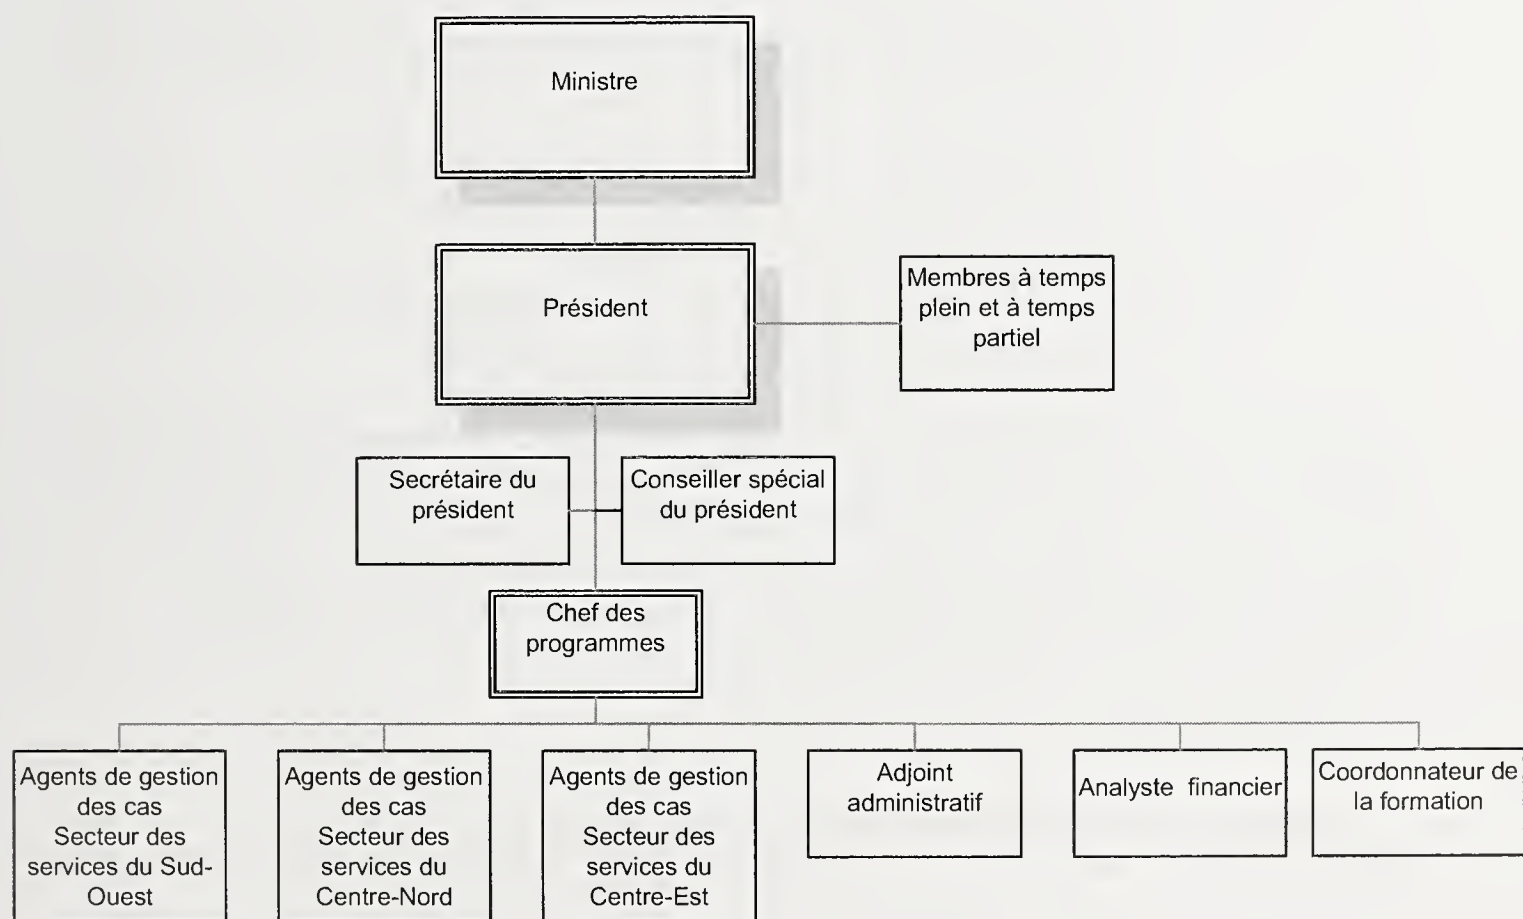 Ministre
Président
Membres à temps
plein et à temps
partiel
Secrétaire du
président
Conseiller spécial
du président
Chef des
programmes
Agents de gestion
des cas
Secteur des
services du Sud-
Ouest
Agents de gestion
des cas
Secteur des
services du
Centre-Nord
Agents de gestion
des cas
Secteur des
services du
Centre-Est
Adjoint
administratif
Analyste financier
Coordonnateur de
la formation